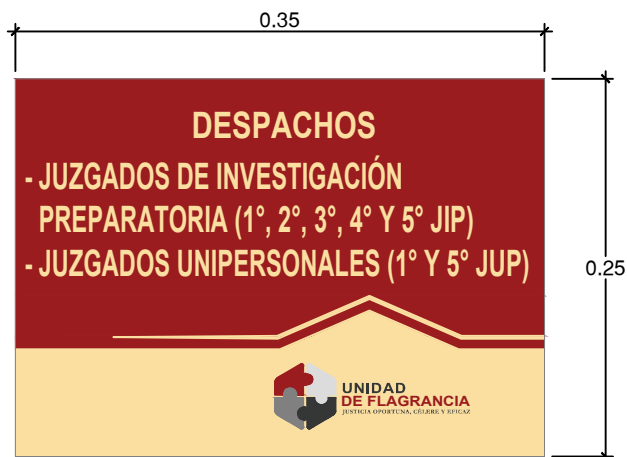 0.35
DESPACHOS
- JUZGADOS DE INVESTIGACIÓN
PREPARATORIA (1°, 2°, 3°, 4° Y 5° JIP)
- JUZGADOS UNIPERSONALES (1° Y 5° JUP)
0.25
UNIDAD
DE FLAGRANCIA
JUSTICIA OPORTUNA, CÉLERE Y EFICAZ